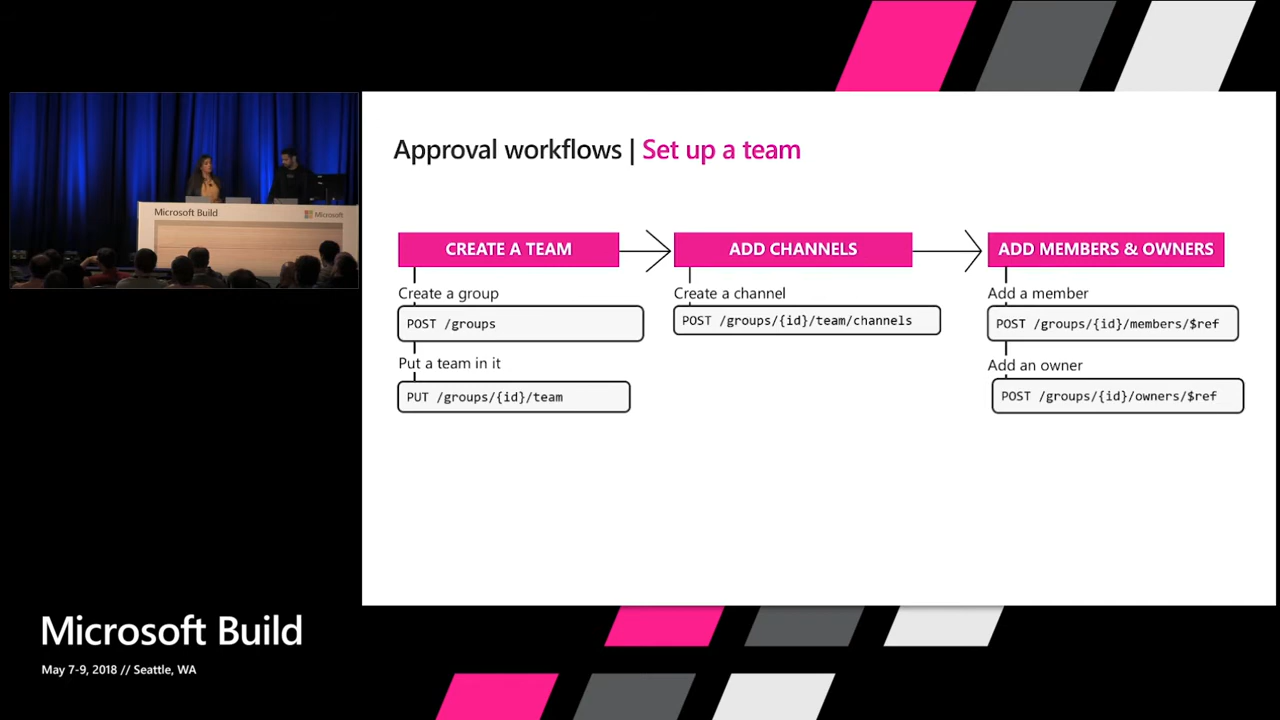 Microsoft Build
Microsoft
Approval workflows | Set up a team
CREATE A TEAM
Create a group
POST /groups
Put a team in it
PUT /groups/{id}/team
ADD CHANNELS
Create a channel
POST /groups/{id}/team/channels
ADD MEMBERS & OWNERS
Add a member
POST /groups/{id}/members/$ref
Add an owner
POST /groups/{id}/owners/$ref
Microsoft Build
May 7-9, 2018 // Seattle, WA